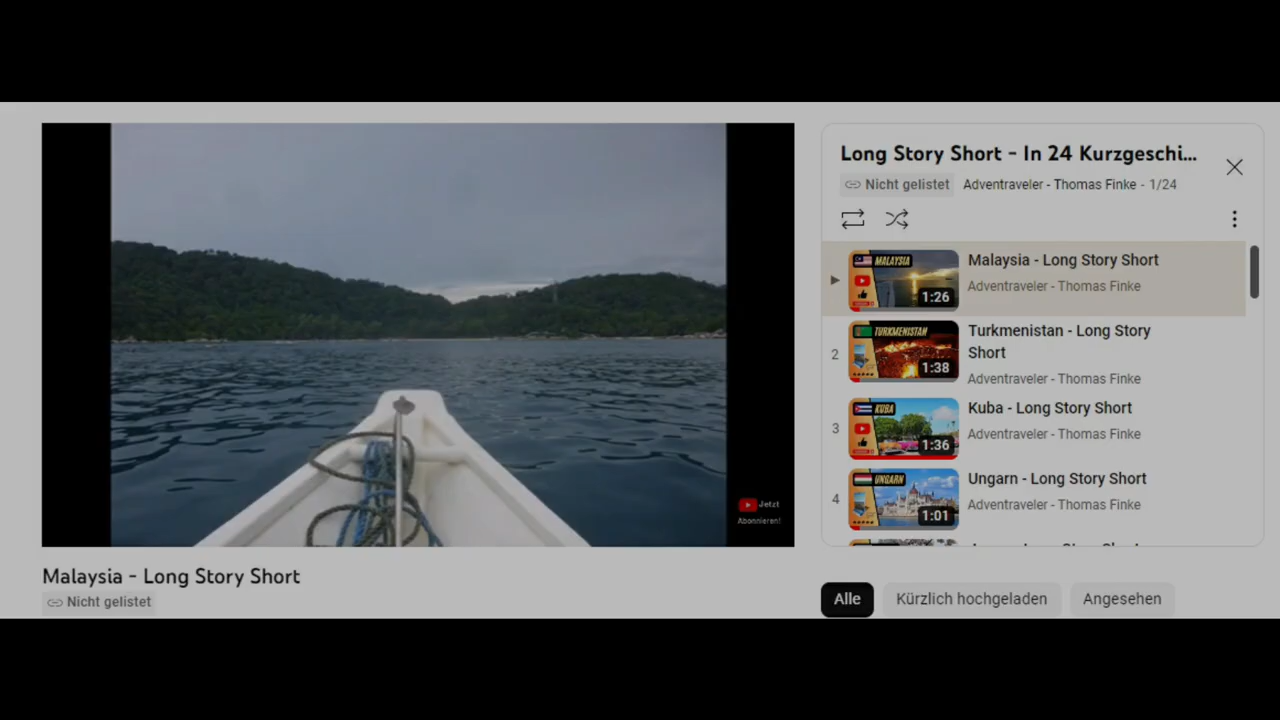 Jetzt
Abonnieren!
Malaysia - Long Story Short
Nicht gelistet
Long Story Short - In 24 Kurzgeschi...
Nicht gelistet Adventraveler - Thomas Finke - 1/24
MALAYSIA
1:26
Malaysia - Long Story Short
Adventraveler - Thomas Finke
2
TURKMENISTAN
1:38
Turkmenistan - Long Story
Short
Adventraveler - Thomas Finke
3
KUBA
1:36
Kuba - Long Story Short
Adventraveler - Thomas Finke
4
UNGARN
1:01
Ungarn - Long Story Short
Adventraveler - Thomas Finke
Alle Kürzlich hochgeladen Angesehen